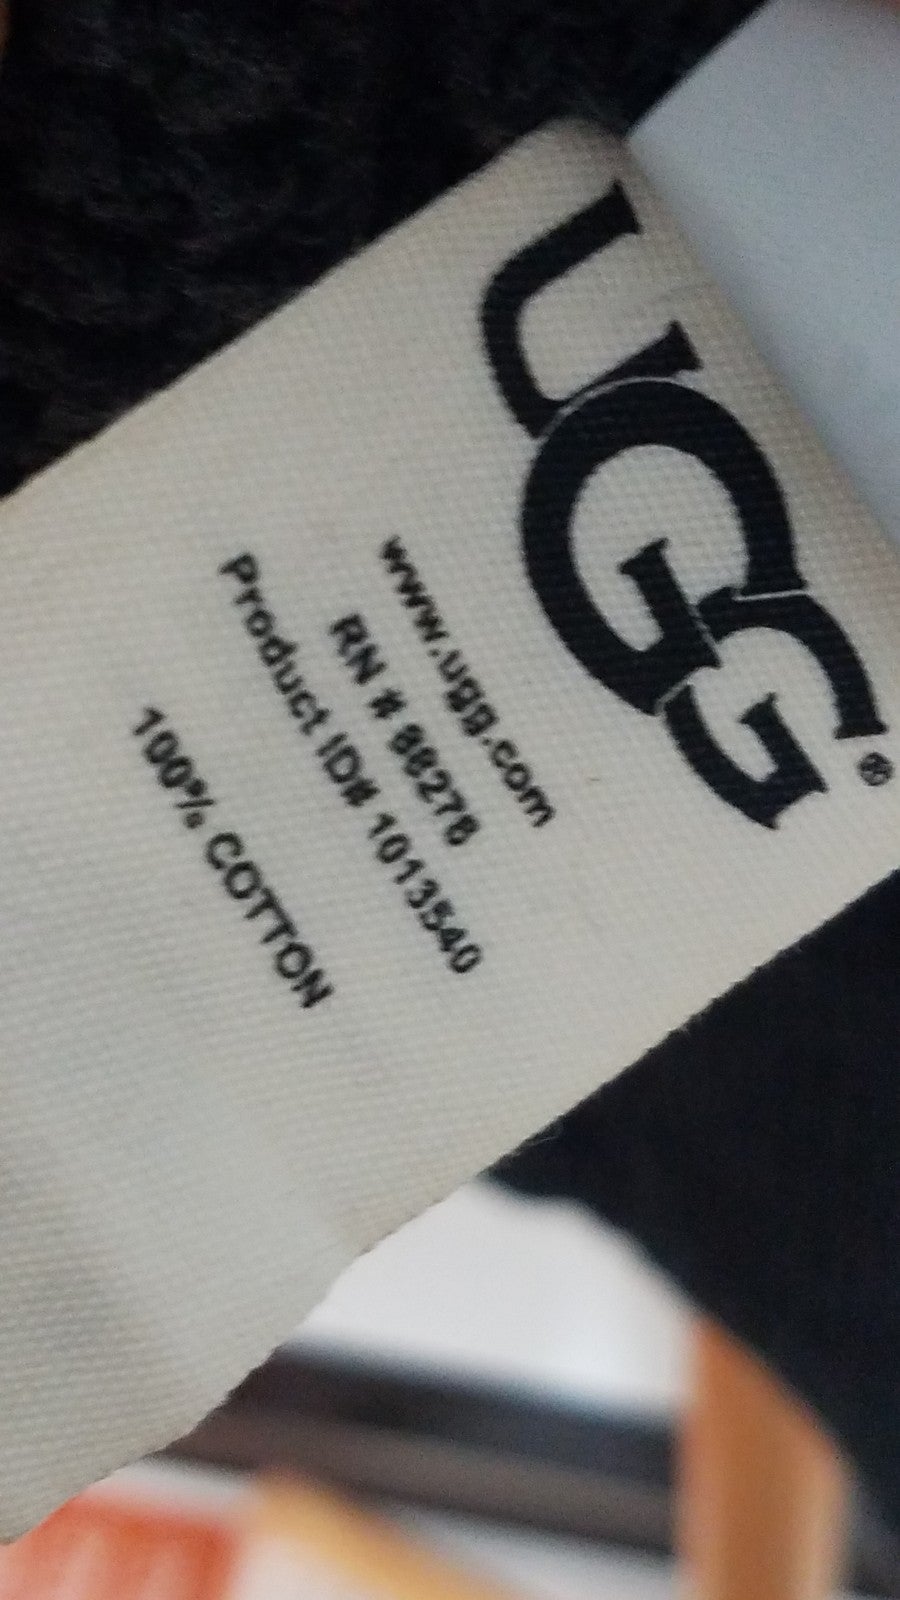 UGG®
www.ugg.com
RN # 88276
Product ID# 1013540
100% COTTON